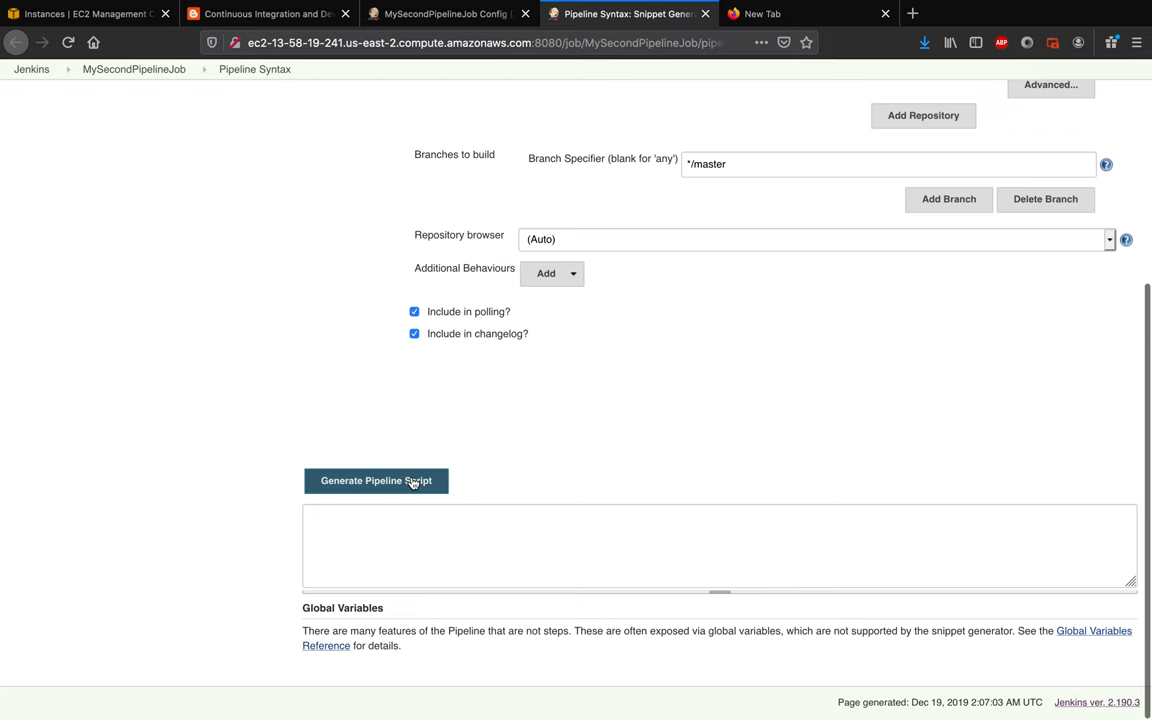 Instances | EC2 Management C
Continuous Integration and De
MySecondPipelineJob Config [
Pipeline Syntax: Snippet Genera
New Tab
ec2-13-58-19-241.us-east-2.compute.amazonaws.com:8080/job/MySecondPipelineJob/pipe
ABP
Jenkins
MySecondPipelineJob
Pipeline Syntax
Advanced...
Add Repository
Branches to build
Branch Specifier (blank for 'any')
*/master
Add Branch
Delete Branch
Repository browser
(Auto)
Additional Behaviours
Add
Include in polling?
Include in changelog?
Generate Pipeline Script
Global Variables
There are many features of the Pipeline that are not steps. These are often exposed via global variables, which are not supported by the snippet generator. See the Global Variables
Reference for details.
Page generated: Dec 19, 2019 2:07:03 AM UTC
Jenkins ver. 2.190.3